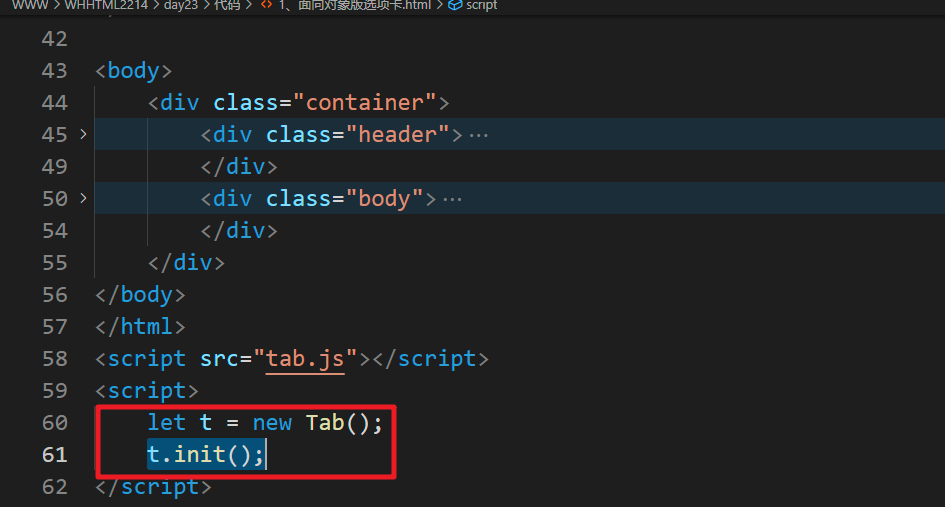 WWW > WHHTML2214 > day23 > 代码 > 1、面向对象版选项卡.html > script
42
43 <body>
44 <div class="container">
45 <div class="header"> ...
49 </div>
50 <div class="body"> ...
54 </div>
55 </div>
56 </body>
57 </html>
58 <script src="tab.js"></script>
59 <script>
60 let t = new Tab();
61 t.init();
62 </script>